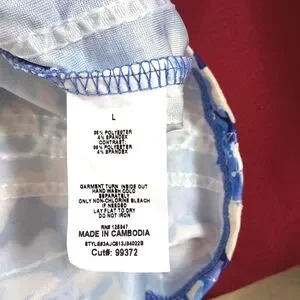 L
96% POLYESTER
4% SPANDEX
CONTRAST
96% POLYESTER
4% SPANDEX
GARMENT TURN INSIDE OUT
HAND WASH COLD
SEPARATELY
ONLY NON-CHLORINE BLEACH
IF NEEDED
LAY FLAT TO DRY
DO NOT IRON
MADE IN CAMBODIA
Cut#: 99372